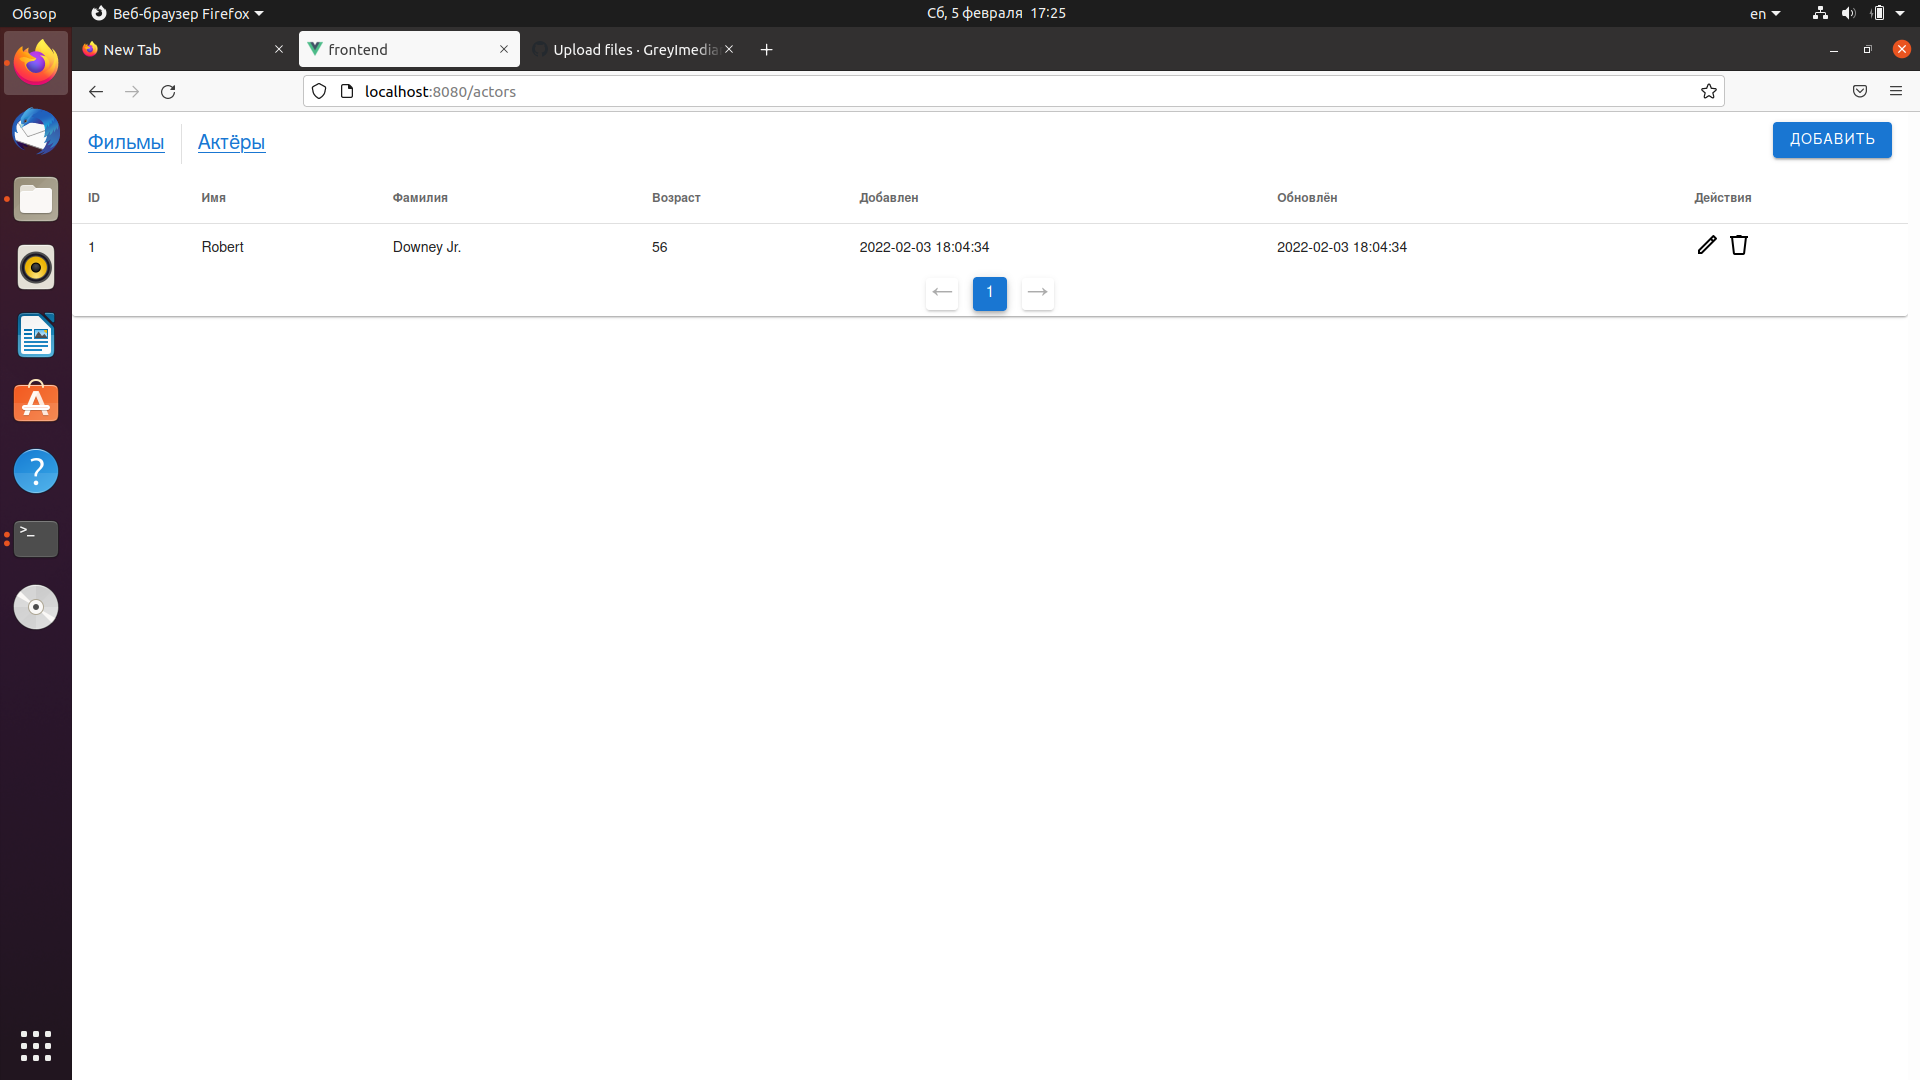 Обзор
Веб-браузер Firefox
Сб, 5 февраля 17:25
en
New Tab
frontend
Upload files · GreyImedia
localhost:8080/actors
Фильмы
Актёры
ДОБАВИТЬ
ID Имя Фамилия Возраст Добавлен Обновлён Действия
1 Robert Downey Jr. 56 2022-02-03 18:04:34 2022-02-03 18:04:34
← 1 →